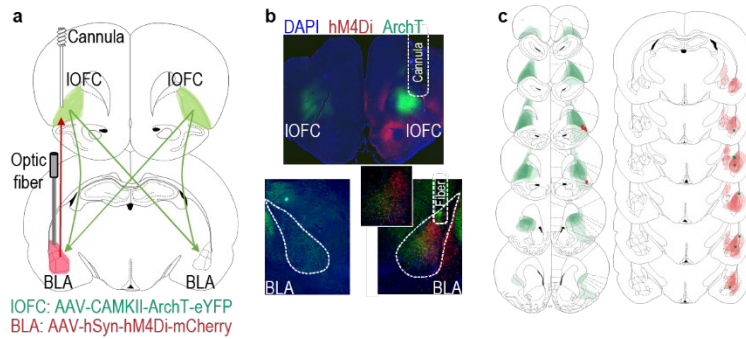 a
Cannula
lOFC lOFC
Optic
fiber
BLA BLA
lOFC: AAV-CAMKII-ArchT-eYFP
BLA: AAV-hSyn-hM4Di-mCherry
b
DAPI hM4Di ArchT
Cannula
lOFC lOFC
Fiber
BLA BLA
c